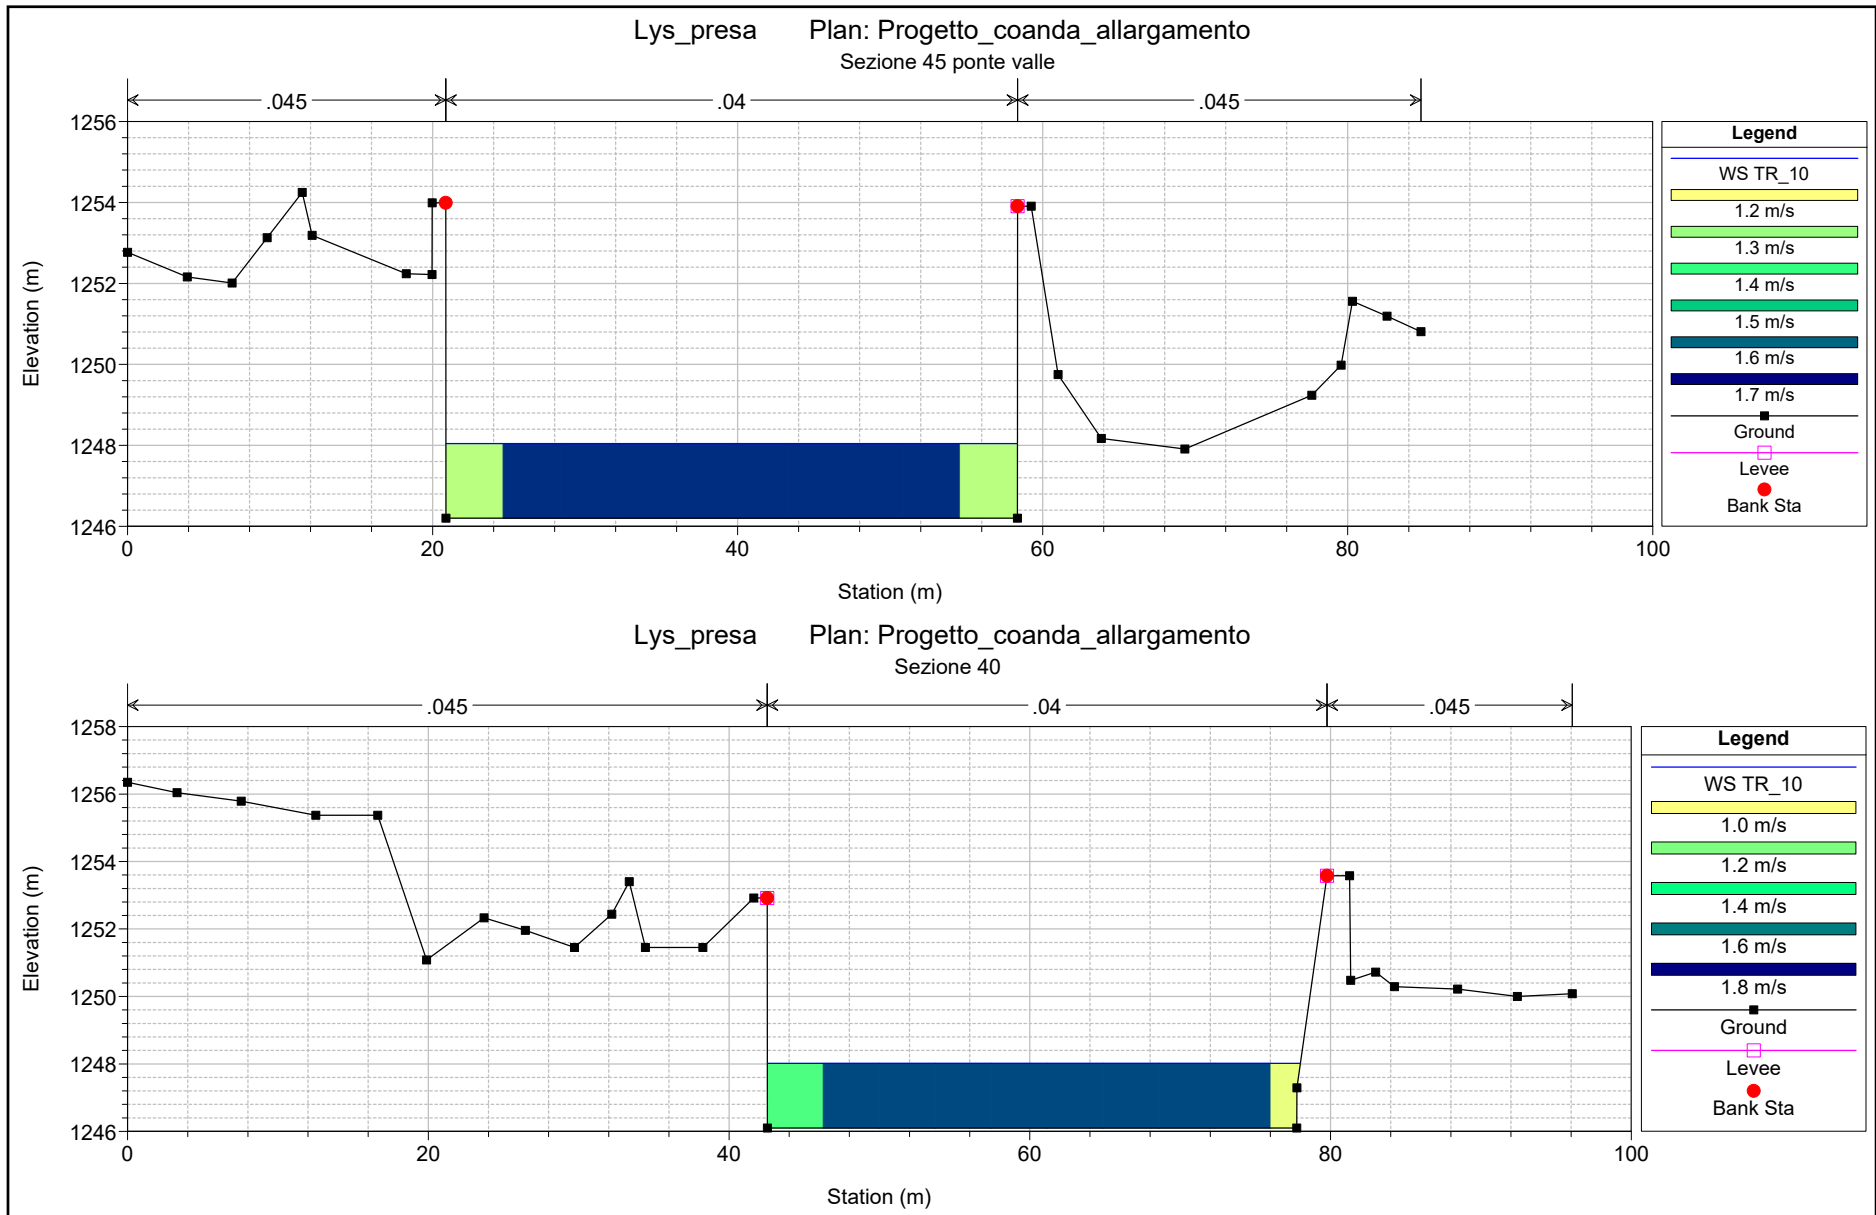 Lys_presa Plan: Progetto_coanda_allargamento
Sezione 45 ponte valle
.045 .04 .045
Elevation (m)
1256
1254
1252
1250
1248
1246
0 20 40 60 80 100
Station (m)
Legend
WS TR_10
1.2 m/s
1.3 m/s
1.4 m/s
1.5 m/s
1.6 m/s
1.7 m/s
Ground
Levee
Bank Sta
Lys_presa Plan: Progetto_coanda_allargamento
Sezione 40
.045 .04 .045
Elevation (m)
1258
1256
1254
1252
1250
1248
1246
0 20 40 60 80 100
Station (m)
Legend
WS TR_10
1.0 m/s
1.2 m/s
1.4 m/s
1.6 m/s
1.8 m/s
Ground
Levee
Bank Sta